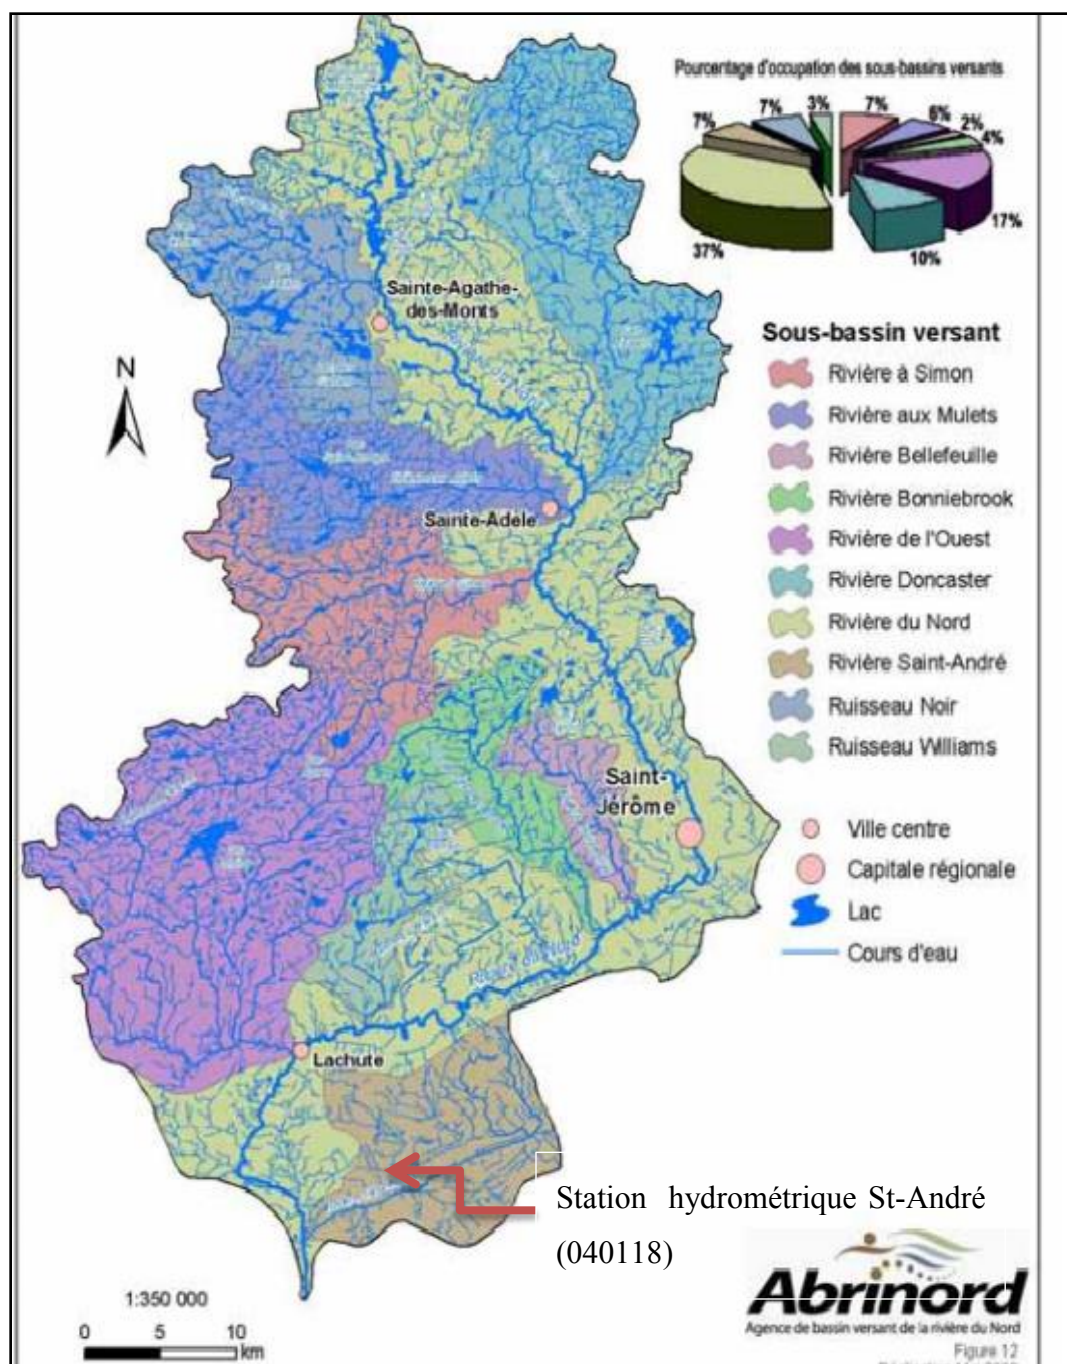 Pourcentage d'occupation des sous-bassins versants
7%
7%
3%
7%
6%
2%
4%
17%
10%
37%
Sainte-Agathe-
des-Monts
N
Sainte-Adèle
Sous-bassin versant
Rivière à Simon
Rivière aux Mulets
Rivière Bellefeuille
Rivière Bonniebrook
Rivière de l'Ouest
Rivière Doncaster
Rivière du Nord
Rivière Saint-André
Ruisseau Noir
Ruisseau Williams
Saint-
Jérôme
Ville centre
Capitale régionale
Lac
Cours d'eau
Rivière du Nord
Lachute
Station hydrométrique St-André
(040118)
1:350 000
0 5 10
km
Abrinord
Agence de bassin versant de la rivière du Nord
Figure 12